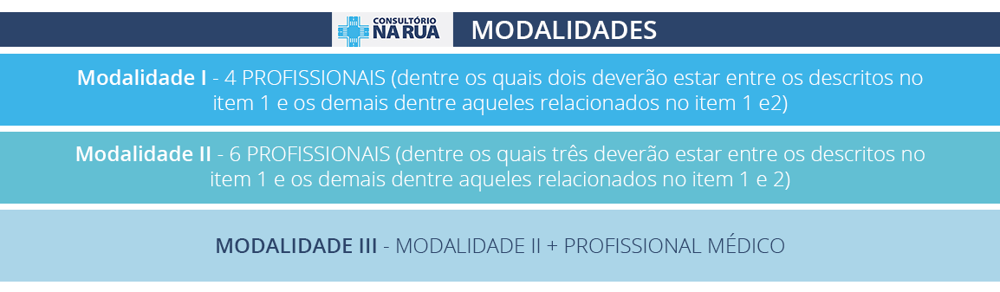 CONSULTÓRIO
NA RUA
MODALIDADES
Modalidade I - 4 PROFISSIONAIS (dentre os quais dois deverão estar entre os descritos no
item 1 e os demais dentre aqueles relacionados no item 1 e2)
Modalidade II - 6 PROFISSIONAIS (dentre os quais três deverão estar entre os descritos no
item 1 e os demais dentre aqueles relacionados no item 1 e 2)
MODALIDADE III - MODALIDADE II + PROFISSIONAL MÉDICO